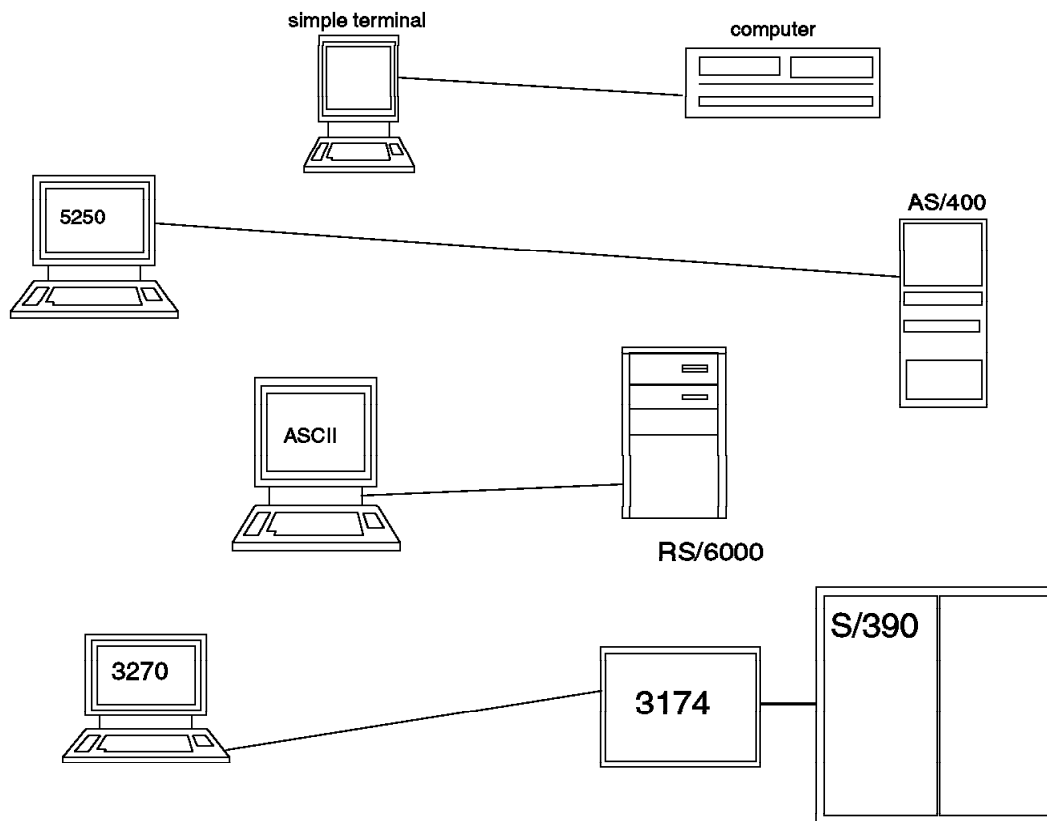 simple terminal
computer
5250
AS/400
ASCII
RS/6000
3270
3174
S/390